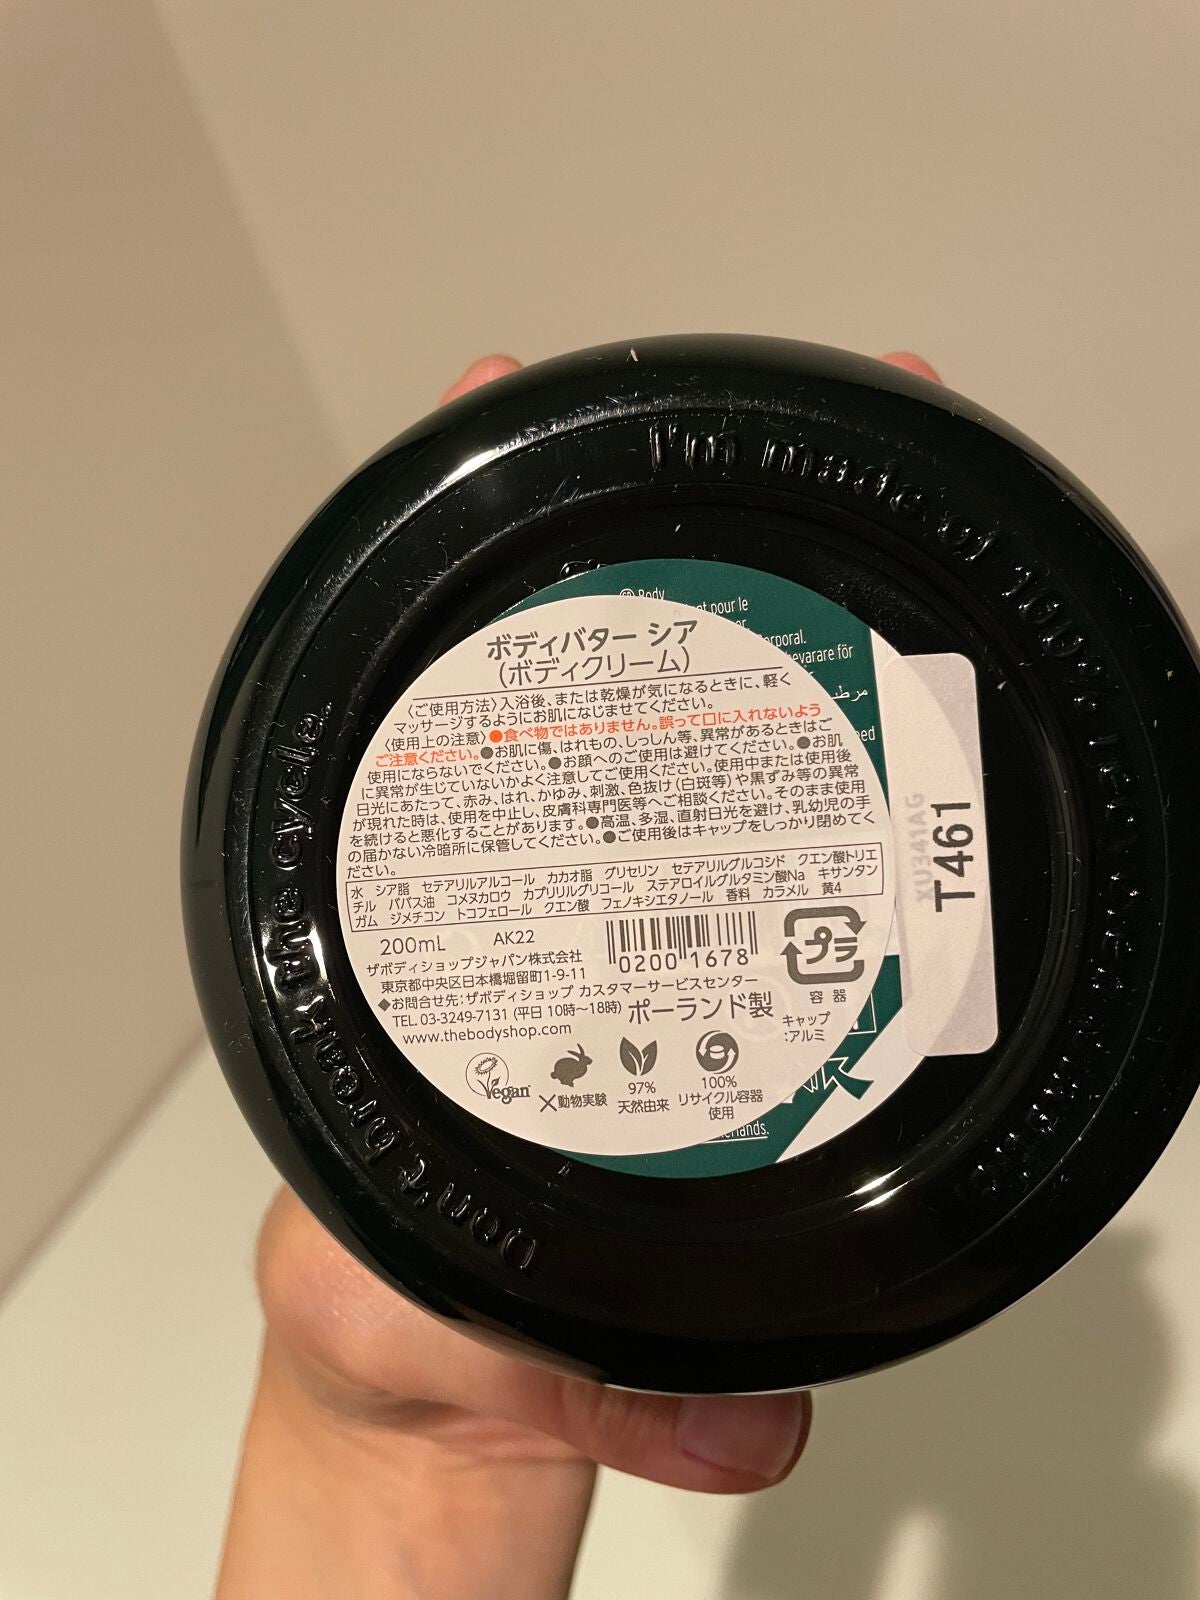 I'm made of 100% recycled plastic.
Don't break the cycle.
Body
pour le
orporal.
bevarare för
مرطب
eed
ボディバター シア
(ボディクリーム)
〈ご使用方法〉入浴後、または乾燥が気になるときに、軽く
マッサージするようにお肌になじませてください。
〈使用上の注意〉●食べ物ではありません。誤って口に入れないよう
ご注意ください。●お肌に傷、はれもの、しっしん等、異常があるときはご
使用にならないでください。●お顔へのご使用は避けてください。●お肌
に異常が生じていないかよく注意してご使用ください。使用中または使用後
日光にあたって、赤み、はれ、かゆみ、刺激、色抜け(白斑等)や黒ずみ等の異常
が現れた時は、使用を中止し、皮膚科専門医等へご相談ください。そのまま使用
を続けると悪化することがあります。●高温、多湿、直射日光を避け、乳幼児の手
の届かない冷暗所に保管してください。●ご使用後はキャップをしっかり閉めてく
ださい。
水 シア脂 セテアリルアルコール カカオ脂 グリセリン セテアリルグルコシド クエン酸トリエ
チル ババス油 コメヌカロウ カプリリルグリコール ステアロイルグルタミン酸Na キサンタン
ガム ジメチコン トコフェロール クエン酸 フェノキシエタノール 香料 カラメル 黄4
200mL AK22
02001678
ザボディショップジャパン株式会社
東京都中央区日本橋堀留町1-9-11
◆お問合せ先:ザボディショップ カスタマーサービスセンター
TEL. 03-3249-7131 (平日 10時〜18時)
www.thebodyshop.com
ポーランド製
プラ
容器
キャップ
:アルミ
Vegan
×動物実験
97%
天然由来
100%
リサイクル容器
使用
erlands.
XU341AG
T461